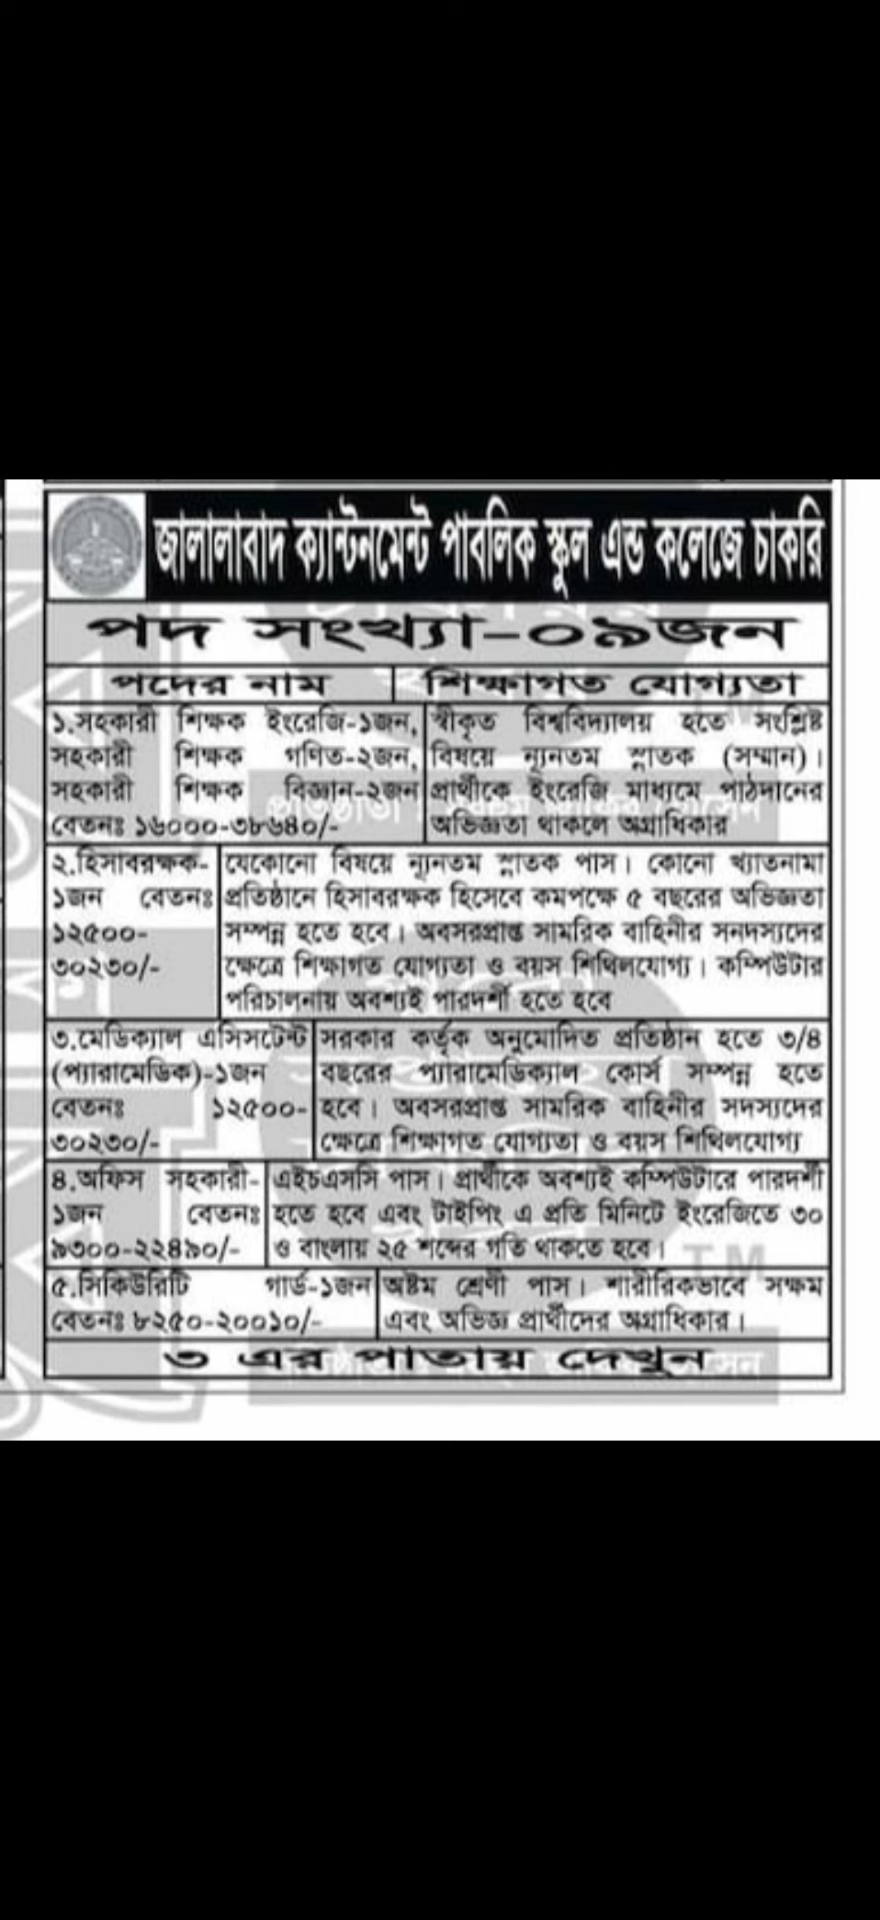 জালালাবাদ ক্যান্টনমেন্ট পাবলিক স্কুল এন্ড কলেজে চাকরি
পদ সংখ্যা-০৯জন
পদের নাম
শিক্ষাগত যোগ্যতা
১.সহকারী শিক্ষক ইংরেজি-১জন,
সহকারী শিক্ষক গণিত-২জন,
সহকারী শিক্ষক বিজ্ঞান-২জন
বেতনঃ ১৬০০০-৩৮৬৪০/-
স্বীকৃত বিশ্ববিদ্যালয় হতে সংশ্লিষ্ট
বিষয়ে ন্যূনতম স্নাতক (সম্মান)।
প্রার্থীকে ইংরেজি মাধ্যমে পাঠদানের
অভিজ্ঞতা থাকলে অগ্রাধিকার
২.হিসাবরক্ষক-
১জন বেতনঃ
১২৫০০-
৩০২৩০/-
যেকোনো বিষয়ে ন্যূনতম স্নাতক পাস। কোনো খ্যাতনামা
প্রতিষ্ঠানে হিসাবরক্ষক হিসেবে কমপক্ষে ৫ বছরের অভিজ্ঞতা
সম্পন্ন হতে হবে। অবসরপ্রাপ্ত সামরিক বাহিনীর সনদস্যদের
ক্ষেত্রে শিক্ষাগত যোগ্যতা ও বয়স শিথিলযোগ্য। কম্পিউটার
পরিচালনায় অবশ্যই পারদর্শী হতে হবে
৩.মেডিক্যাল এসিসটেন্ট
(প্যারামেডিক)-১জন
বেতনঃ ১২৫০০-
৩০২৩০/-
সরকার কর্তৃক অনুমোদিত প্রতিষ্ঠান হতে ৩/৪
বছরের প্যারামেডিক্যাল কোর্স সম্পন্ন হতে
হবে। অবসরপ্রাপ্ত সামরিক বাহিনীর সদস্যদের
ক্ষেত্রে শিক্ষাগত যোগ্যতা ও বয়স শিথিলযোগ্য
৪.অফিস সহকারী-
১জন বেতনঃ
৯৩০০-২২৪৯০/-
এইচএসসি পাস। প্রার্থীকে অবশ্যই কম্পিউটারে পারদর্শী
হতে হবে এবং টাইপিং এ প্রতি মিনিটে ইংরেজিতে ৩০
ও বাংলায় ২৫ শব্দের গতি থাকতে হবে।
৫.সিকিউরিটি গার্ড-১জন
বেতনঃ ৮২৫০-২০০১০/-
অষ্টম শ্রেণী পাস। শারীরিকভাবে সক্ষম
এবং অভিজ্ঞ প্রার্থীদের অগ্রাধিকার।
৩ এর পাতায় দেখুন
TM